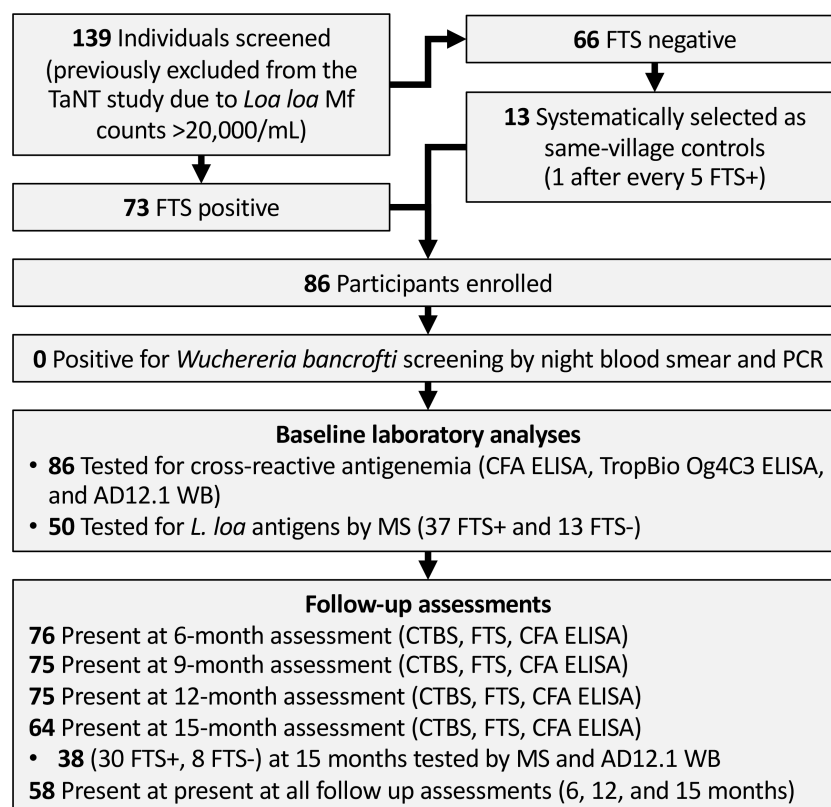 139 Individuals screened
(previously excluded from the
TaNT study due to Loa loa Mf
counts >20,000/mL)
66 FTS negative
13 Systematically selected as
same-village controls
(1 after every 5 FTS+)
73 FTS positive
86 Participants enrolled
0 Positive for Wuchereria bancrofti screening by night blood smear and PCR
Baseline laboratory analyses
• 86 Tested for cross-reactive antigenemia (CFA ELISA, TropBio Og4C3 ELISA,
and AD12.1 WB)
• 50 Tested for L. loa antigens by MS (37 FTS+ and 13 FTS-)
Follow-up assessments
76 Present at 6-month assessment (CTBS, FTS, CFA ELISA)
75 Present at 9-month assessment (CTBS, FTS, CFA ELISA)
75 Present at 12-month assessment (CTBS, FTS, CFA ELISA)
64 Present at 15-month assessment (CTBS, FTS, CFA ELISA)
• 38 (30 FTS+, 8 FTS-) at 15 months tested by MS and AD12.1 WB
58 Present at present at all follow up assessments (6, 12, and 15 months)